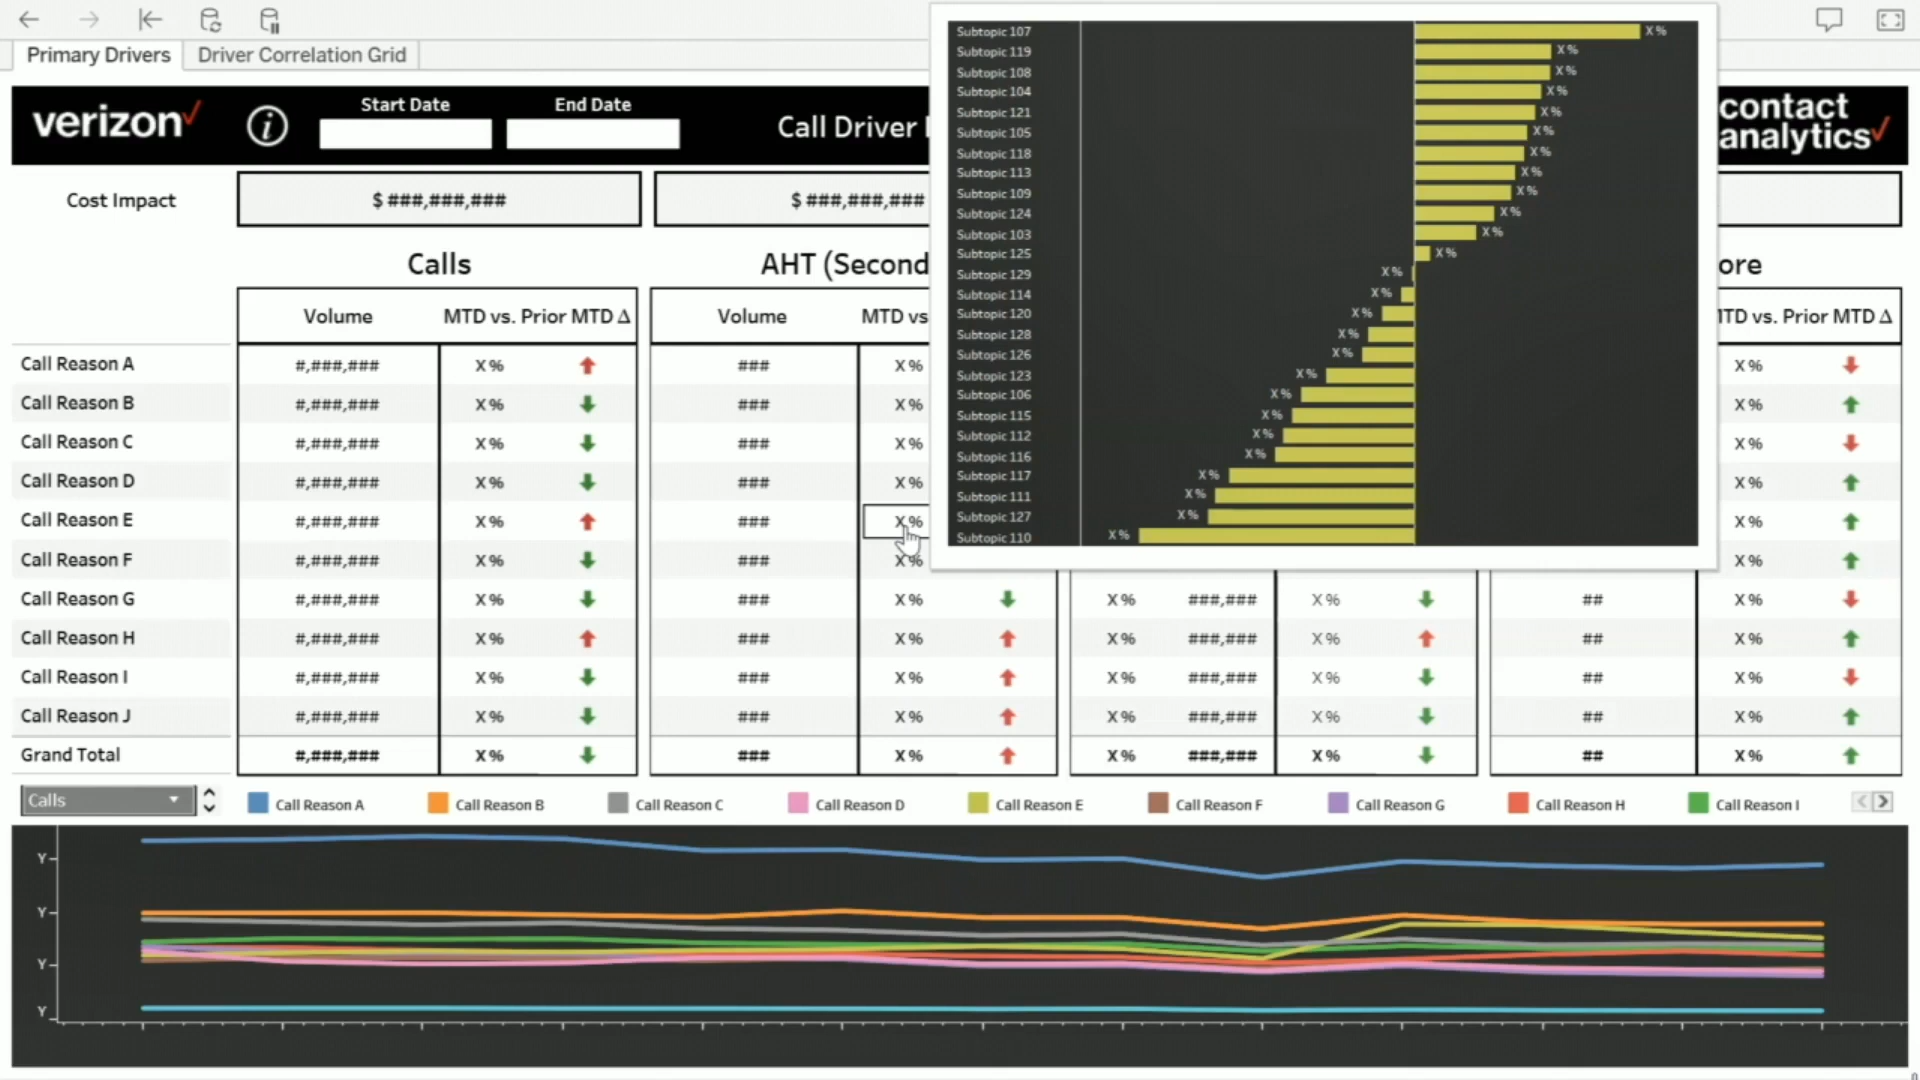 Primary Drivers
Driver Correlation Grid
verizon
i
Start Date
End Date
Call Driver
contact
analytics
Cost Impact
$ ###,###,###
$ ###,###,###
Calls
AHT (Second
ore
Volume
MTD vs. Prior MTD Δ
Volume
MTD vs
MTD vs. Prior MTD Δ
Subtopic 107 X %
Subtopic 119 X %
Subtopic 108 X %
Subtopic 104 X %
Subtopic 121 X %
Subtopic 105 X %
Subtopic 118 X %
Subtopic 113 X %
Subtopic 109 X %
Subtopic 124 X %
Subtopic 103 X %
Subtopic 125 X %
Subtopic 129 X %
Subtopic 114 X %
Subtopic 120 X %
Subtopic 128 X %
Subtopic 126 X %
Subtopic 123 X %
Subtopic 106 X %
Subtopic 115 X %
Subtopic 112 X %
Subtopic 116 X %
Subtopic 117 X %
Subtopic 111 X %
Subtopic 127 X %
Subtopic 110 X %
Call Reason A #,###,### X % ### X % X %
Call Reason B #,###,### X % ### X % X %
Call Reason C #,###,### X % ### X % X %
Call Reason D #,###,### X % ### X % X %
Call Reason E #,###,### X % ### X % X %
Call Reason F #,###,### X % ### X % X %
Call Reason G #,###,### X % ### X % X % ###,### X % ## X %
Call Reason H #,###,### X % ### X % X % ###,### X % ## X %
Call Reason I #,###,### X % ### X % X % ###,### X % ## X %
Call Reason J #,###,### X % ### X % X % ###,### X % ## X %
Grand Total #,###,### X % ### X % X % ###,### X % ## X %
Calls
Call Reason A
Call Reason B
Call Reason C
Call Reason D
Call Reason E
Call Reason F
Call Reason G
Call Reason H
Call Reason I
Y
Y
Y
Y